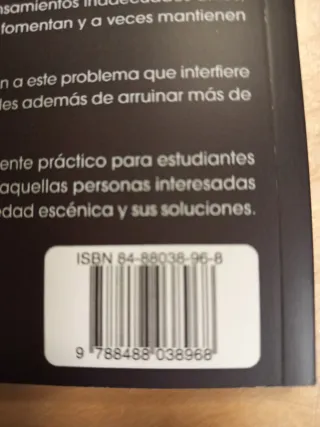 fomentan y a veces mantienen
n a este problema que interfiere
les además de arruinar más de
ente práctico para estudiantes
aquellas personas interesadas
edad escénica y sus soluciones.
ISBN 84-88038-96-8
9 788488 038968